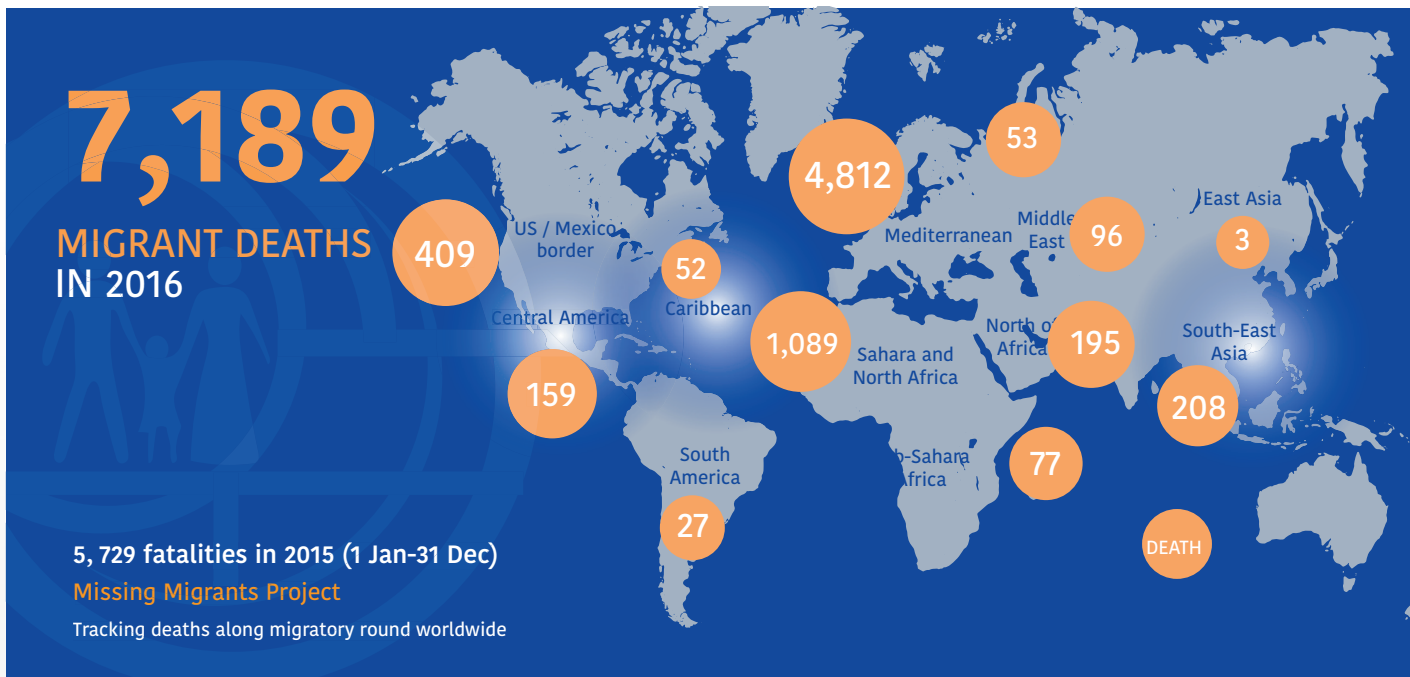 7,189
MIGRANT DEATHS
IN 2016
409
US / Mexico
border
52
Caribbean
Central America
159
4,812
Mediterranean
53
Middle
East
96
East Asia
3
1,089
Sahara and
North Africa
North of
Africa
195
South-East
Asia
208
South
America
27
b-Sahara
frica
77
DEATH
5, 729 fatalities in 2015 (1 Jan-31 Dec)
Missing Migrants Project
Tracking deaths along migratory round worldwide